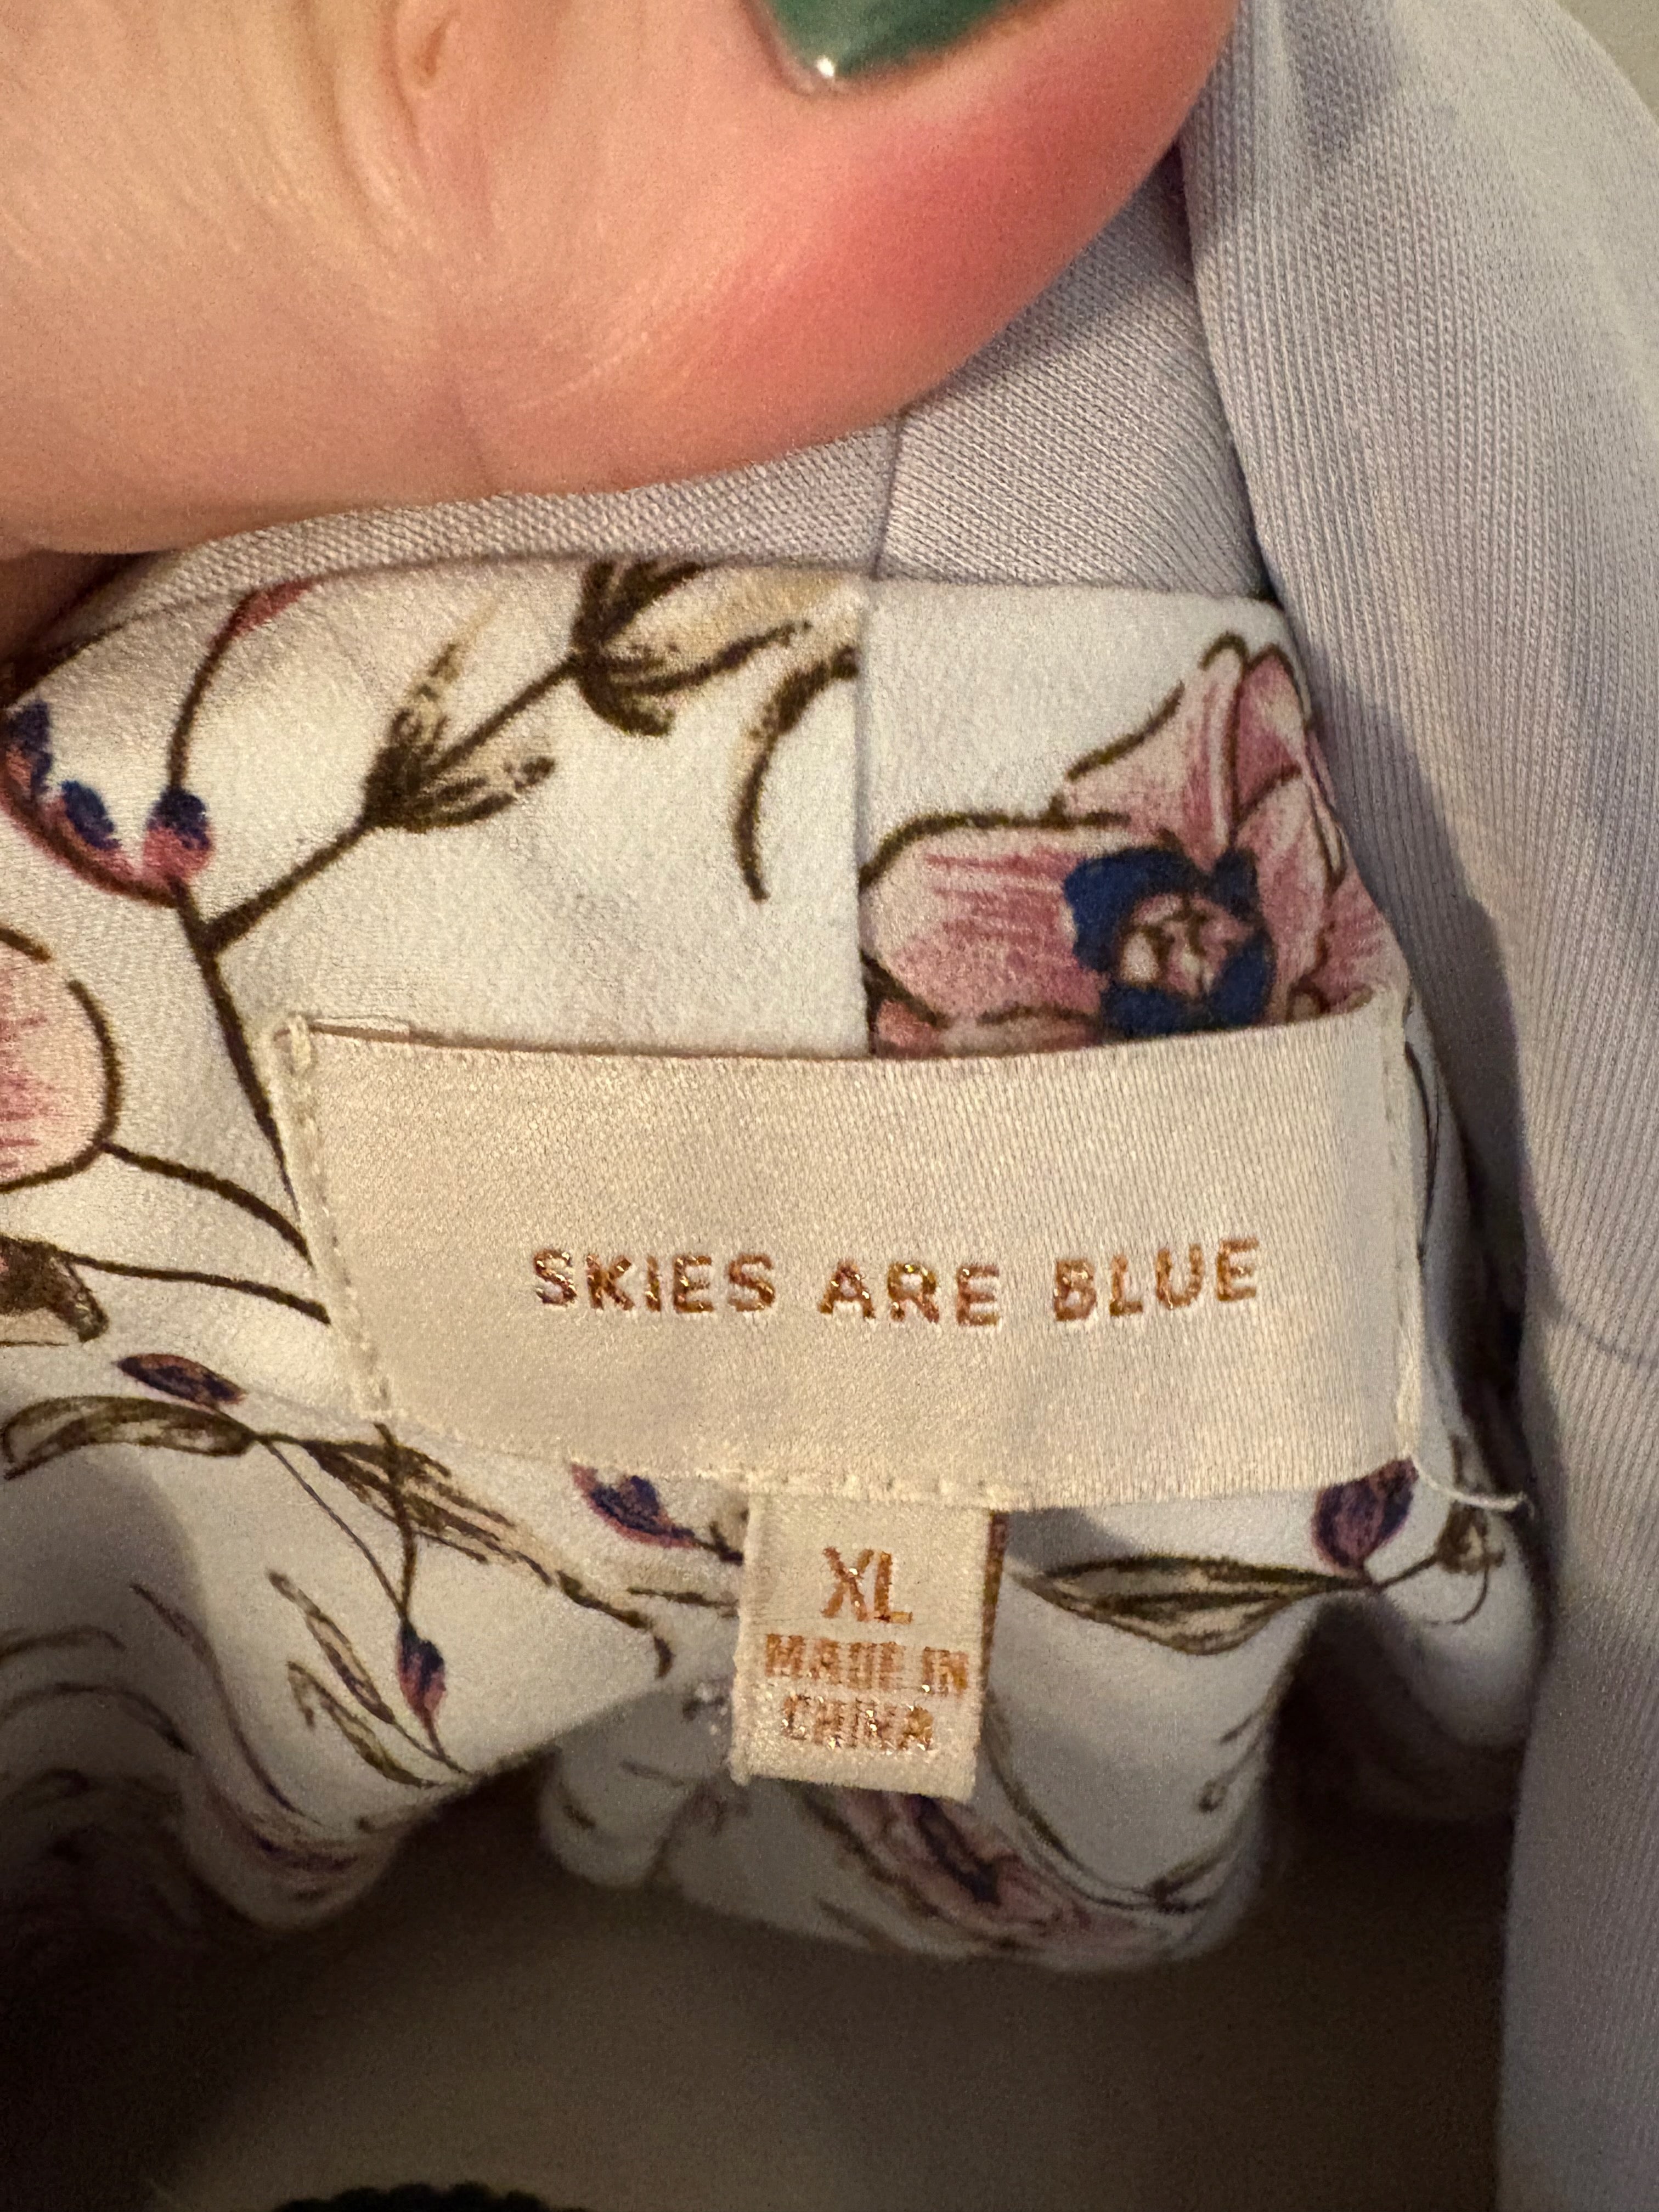 SKIES ARE BLUE
XL
MADE IN
CHINA